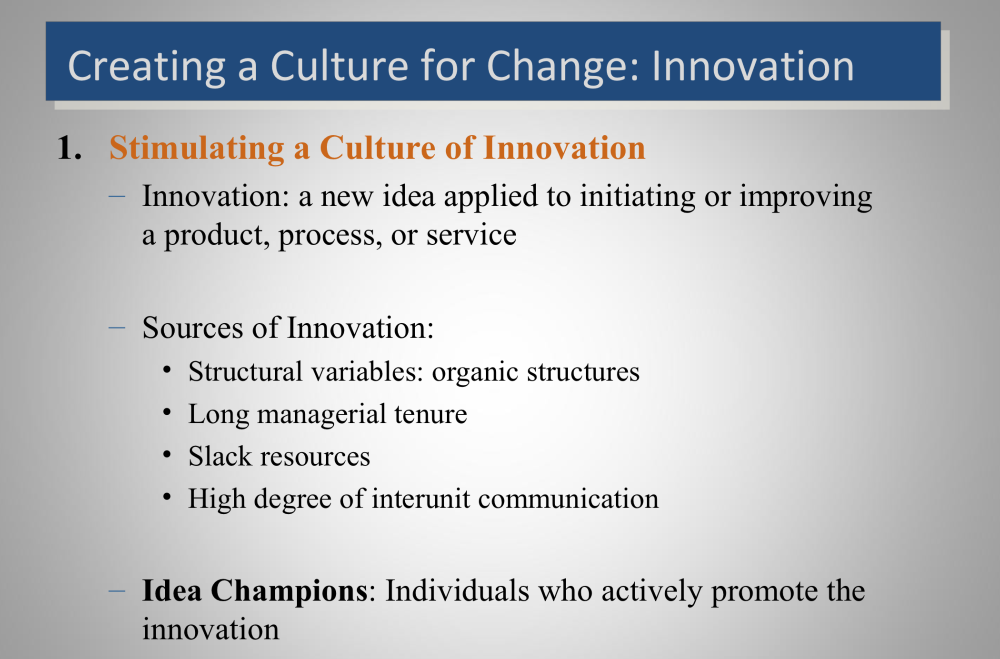 Creating a Culture for Change: Innovation
1. Stimulating a Culture of Innovation
– Innovation: a new idea applied to initiating or improving
a product, process, or service
– Sources of Innovation:
• Structural variables: organic structures
• Long managerial tenure
• Slack resources
• High degree of interunit communication
– Idea Champions: Individuals who actively promote the
innovation